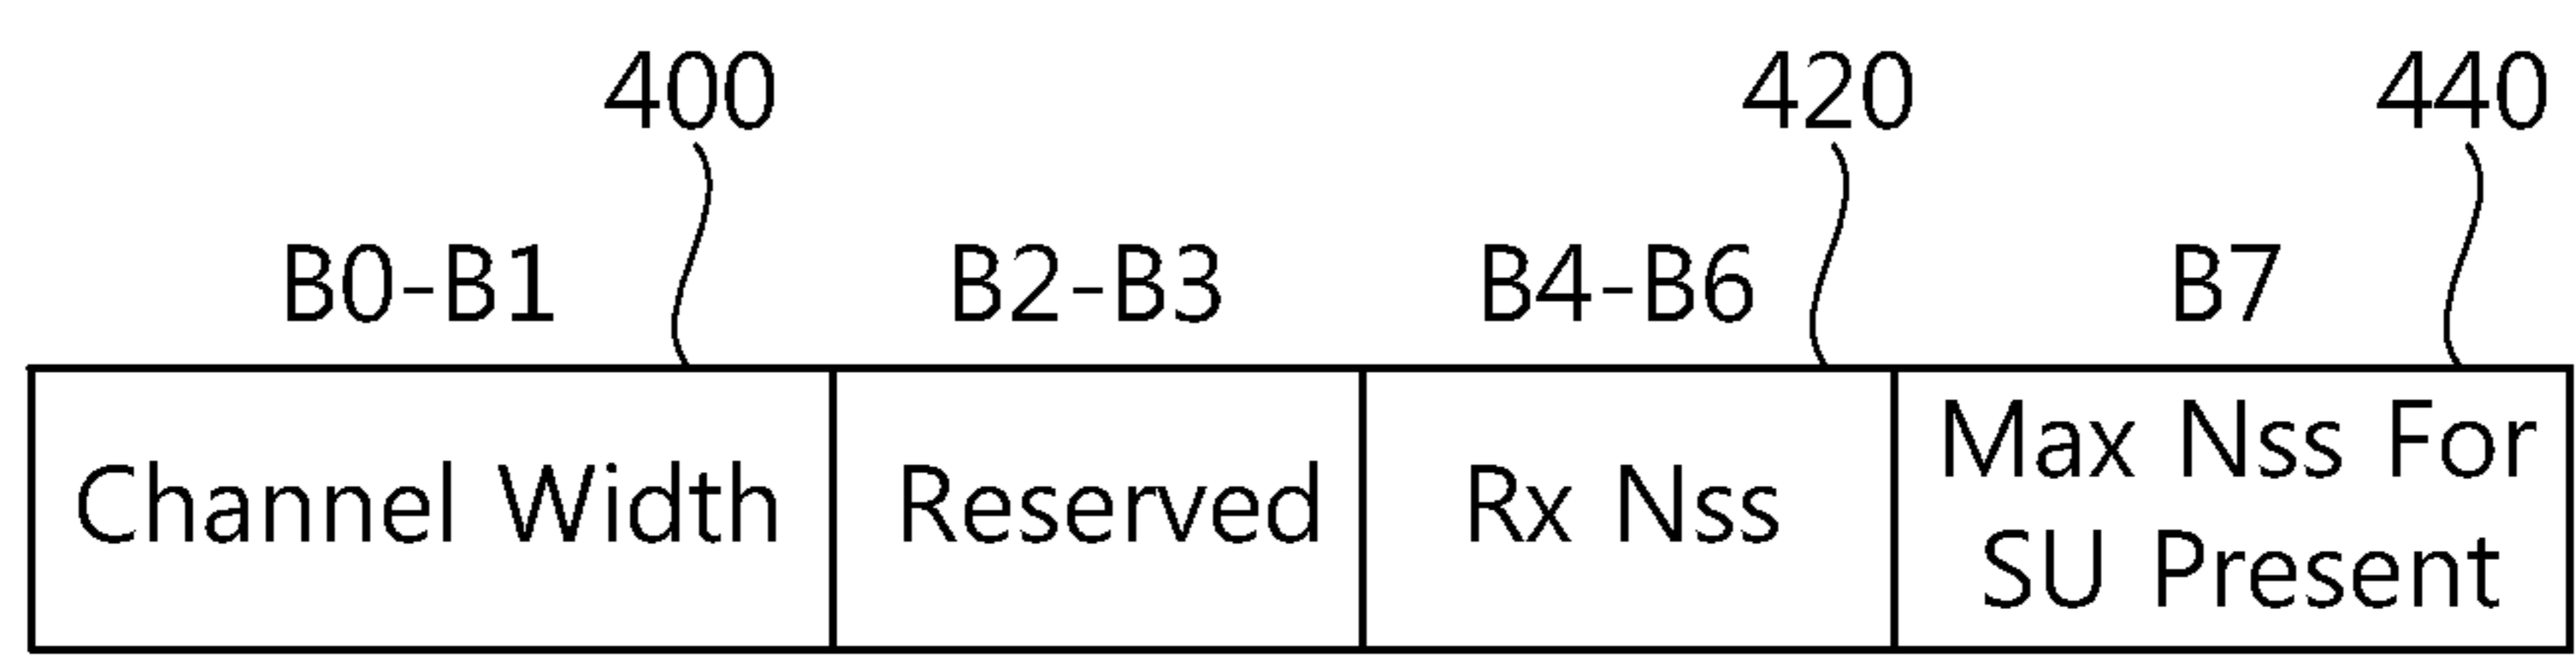 400 420 440
B0-B1 B2-B3 B4-B6 B7
Channel Width Reserved Rx Nss Max Nss For
SU Present